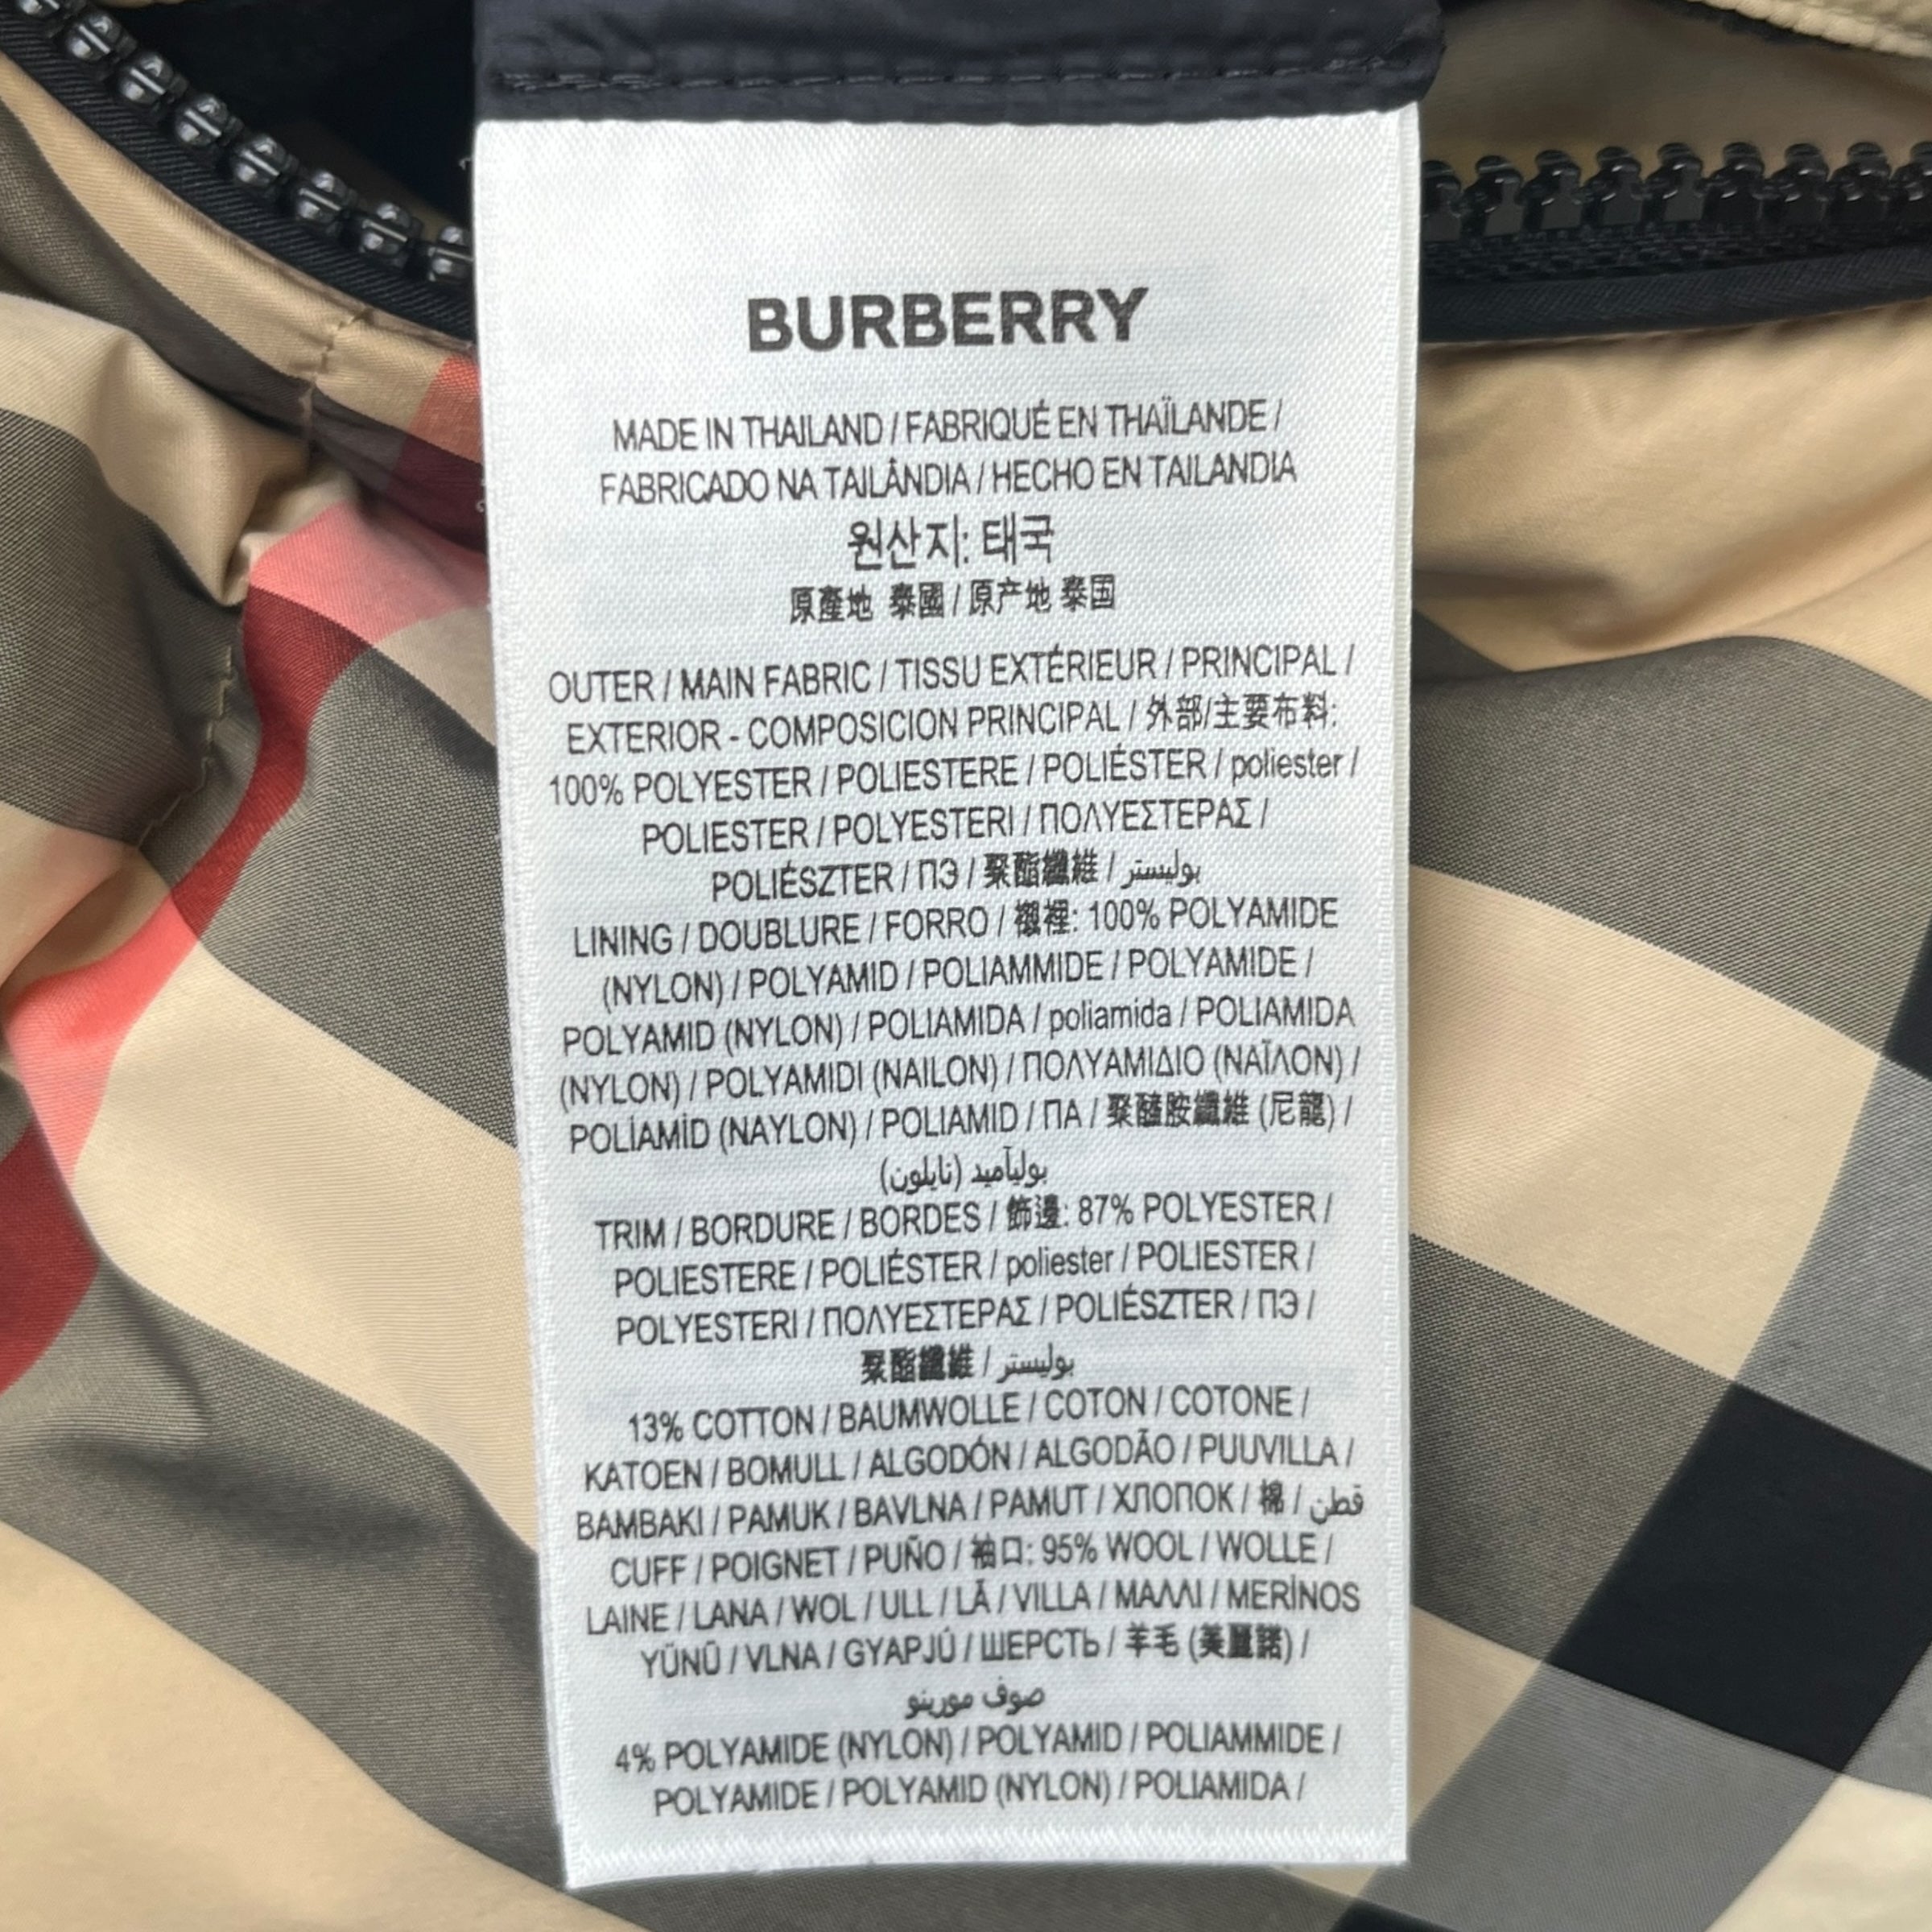 BURBERRY
MADE IN THAILAND / FABRIQUÉ EN THAÏLANDE /
FABRICADO NA TAILÂNDIA / HECHO EN TAILANDIA
원산지: 태국
原產地 泰國 / 原产地 泰国
OUTER / MAIN FABRIC / TISSU EXTÉRIEUR / PRINCIPAL /
EXTERIOR - COMPOSICION PRINCIPAL / 外部/主要布料:
100% POLYESTER / POLIESTERE / POLIÉSTER / poliester /
POLIESTER / POLYESTERI / ΠΟΛΥΕΣΤΕΡΑΣ /
POLIÉSZTER / ПЭ / 聚酯纖維 / بوليستر
LINING / DOUBLURE / FORRO / 襯裡: 100% POLYAMIDE
(NYLON) / POLYAMID / POLIAMMIDE / POLYAMIDE /
POLYAMID (NYLON) / POLIAMIDA / poliamida / POLIAMIDA
(NYLON) / POLYAMIDI (NAILON) / ΠΟΛΥΑΜΙΔΙΟ (ΝΑΪΛΟΝ) /
POLİAMİD (NAYLON) / POLIAMID / ПА / 聚醯胺纖維 (尼龍) /
بوليآميد (نايلون)
TRIM / BORDURE / BORDES / 飾邊: 87% POLYESTER /
POLIESTERE / POLIÉSTER / poliester / POLIESTER /
POLYESTERI / ΠΟΛΥΕΣΤΕΡΑΣ / POLIÉSZTER / ПЭ /
聚酯纖維 / بوليستر
13% COTTON / BAUMWOLLE / COTON / COTONE /
KATOEN / BOMULL / ALGODÓN / ALGODÃO / PUUVILLA /
BAMBAKI / PAMUK / BAVLNA / PAMUT / ХЛОПОК / 棉 / قطن
CUFF / POIGNET / PUÑO / 袖口: 95% WOOL / WOLLE /
LAINE / LANA / WOL / ULL / LÃ / VILLA / ΜΑΛΛΙ / MERİNOS
YÜNÜ / VLNA / GYAPJÚ / ШЕРСТЬ / 羊毛 (美麗諾) /
صوف مورينو
4% POLYAMIDE (NYLON) / POLYAMID / POLIAMMIDE /
POLYAMIDE / POLYAMID (NYLON) / POLIAMIDA /